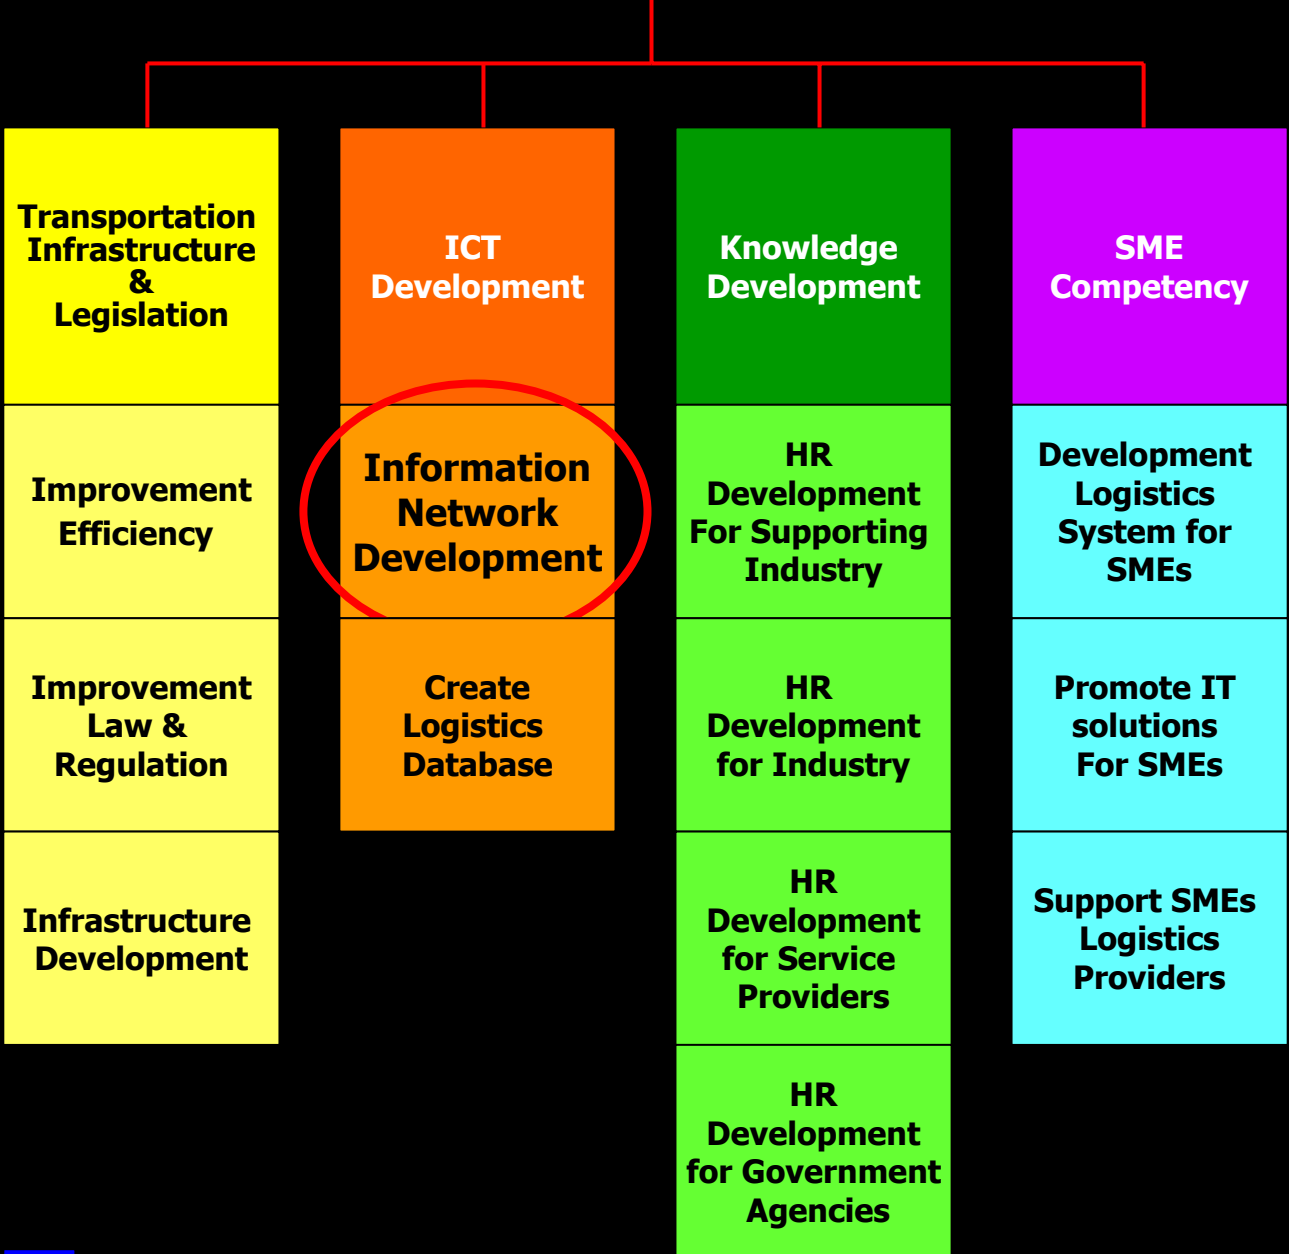 Transportation
Infrastructure
&
Legislation
Improvement
Efficiency
Improvement
Law &
Regulation
Infrastructure
Development
ICT
Development
Information
Network
Development
Create
Logistics
Database
Knowledge
Development
HR
Development
For Supporting
Industry
HR
Development
for Industry
HR
Development
for Service
Providers
HR
Development
for Government
Agencies
SME
Competency
Development
Logistics
System for
SMEs
Promote IT
solutions
For SMEs
Support SMEs
Logistics
Providers